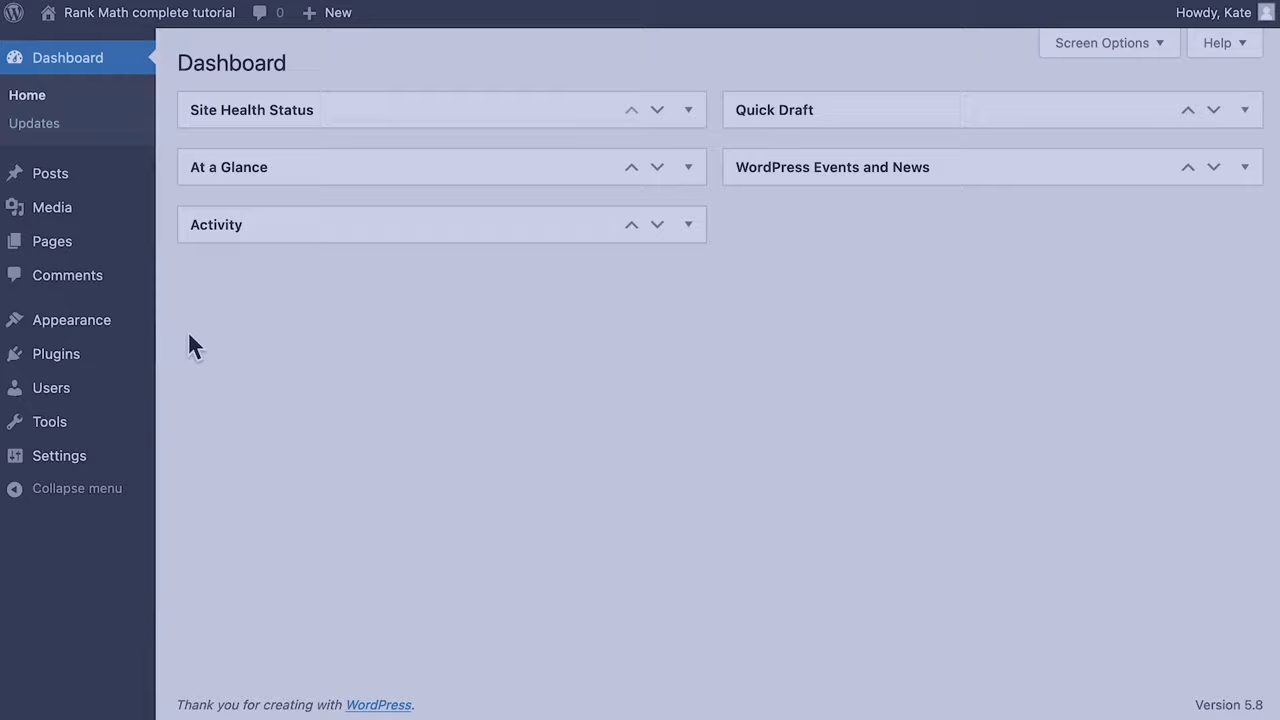 Rank Math complete tutorial 0 New Howdy, Kate
Dashboard
Home
Updates
Posts
Media
Pages
Comments
Appearance
Plugins
Users
Tools
Settings
Collapse menu
Screen Options Help
Dashboard
Site Health Status
At a Glance
Activity
Quick Draft
WordPress Events and News
Thank you for creating with WordPress.
Version 5.8